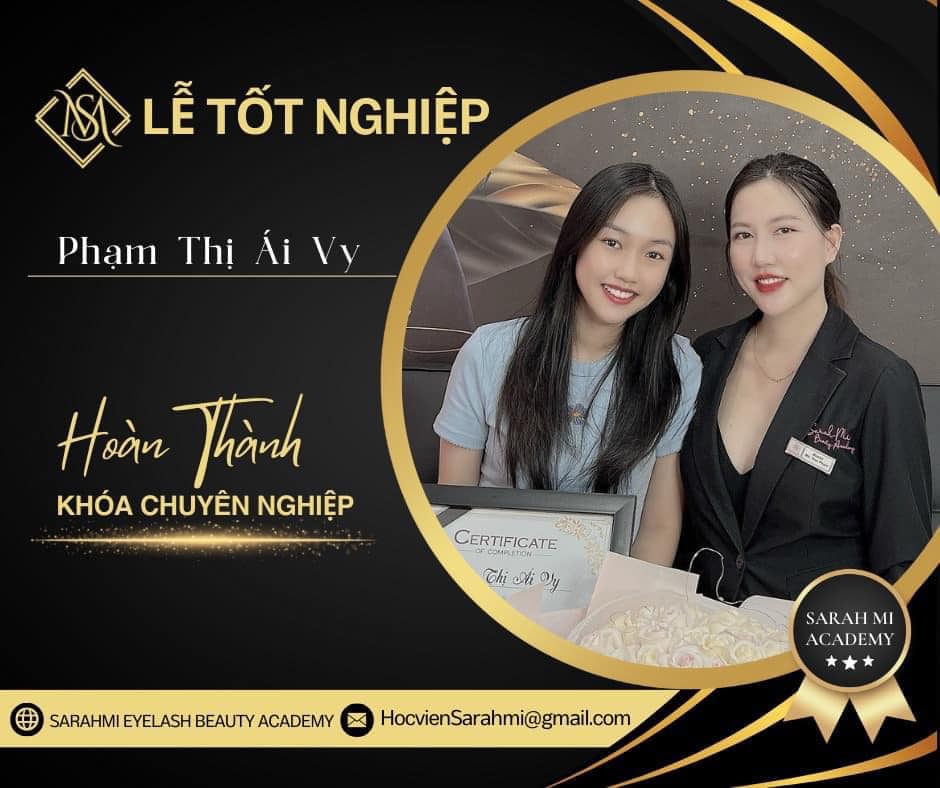 LỄ TỐT NGHIỆP
Phạm Thị Ái Vy
Hoàn Thành
KHÓA CHUYÊN NGHIỆP
CERTIFICATE
OF COMPLETION
Thị Ái Vy
Sarah Mi
Beauty Academy
SARAH MI
ACADEMY
SARAHMI EYELASH BEAUTY ACADEMY
HocvienSarahmi@gmail.com